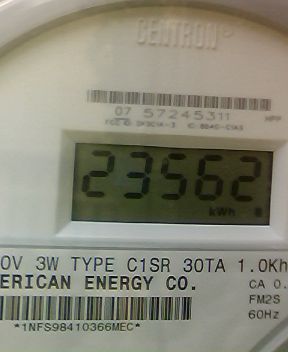 CENTRON®
07 57245311
23562
kWh
0V 3W TYPE C1SR 30TA 1.0Kh
ERICAN ENERGY CO.
CA 0.
FM2S
60Hz
*1NFS98410366MEC*